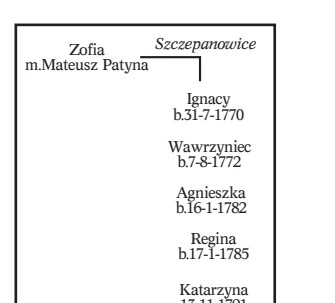 Zofia
Szczepanowice
m.Mateusz Patyna
Ignacy
b.31-7-1770
Wawrzyniec
b.7-8-1772
Agnieszka
b.16-1-1782
Regina
b.17-1-1785
Katarzyna